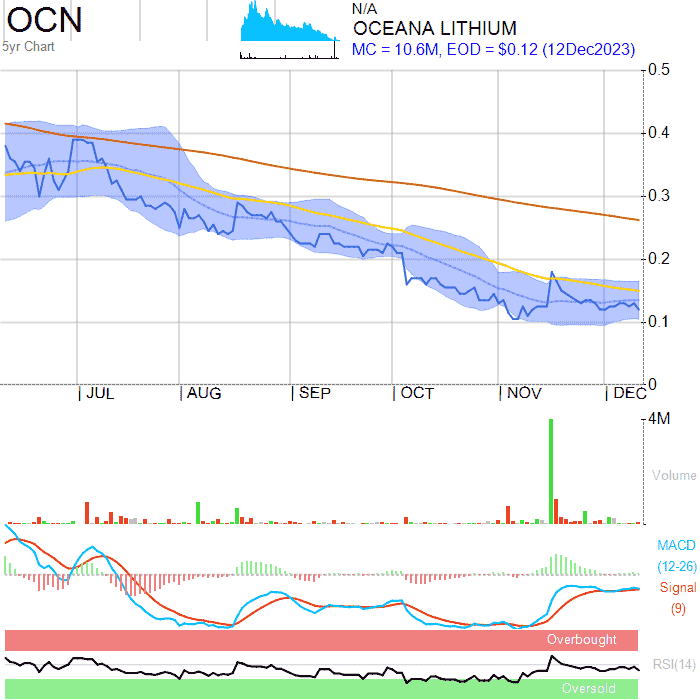 OCN
N/A
OCEANA LITHIUM
5yr Chart
MC = 10.6M, EOD = $0.12 (12Dec2023)
0.5
0.4
0.3
0.2
0.1
0
JUL
AUG
SEP
OCT
NOV
DEC
4M
Volume
MACD
(12-26)
Signal
(9)
Overbought
RSI(14)
Oversold